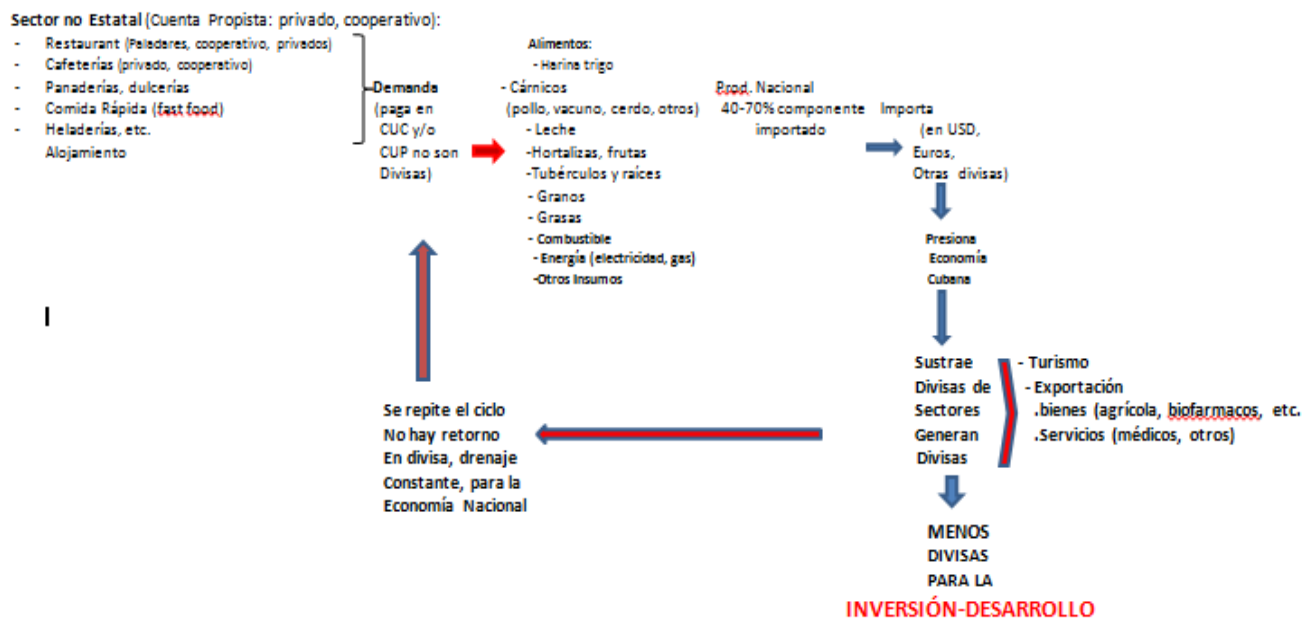 Sector no Estatal (Cuenta Propista: privado, cooperativo):
- Restaurant (Paladares, cooperativo, privados)
- Cafeterías (privado, cooperativo)
- Panaderías, dulcerías
- Comida Rápida (fast food)
- Heladerías, etc.
Alojamiento
Demanda
(paga en
CUC y/o
CUP no son
Divisas)
Alimentos:
- Harina trigo
- Cárnicos
(pollo, vacuno, cerdo, otros)
- Leche
-Hortalizas, frutas
-Tubérculos y raíces
- Granos
- Grasas
- Combustible
- Energía (electricidad, gas)
-Otros Insumos
Prod. Nacional
40-70% componente
importado
Importa
(en USD,
Euros,
Otras divisas)
Presiona
Economía
Cubana
Sustrae
Divisas de
Sectores
Generan
Divisas
- Turismo
- Exportación
.bienes (agrícola, biofarmacos, etc.
.Servicios (médicos, otros)
Se repite el ciclo
No hay retorno
En divisa, drenaje
Constante, para la
Economía Nacional
MENOS
DIVISAS
PARA LA
INVERSIÓN-DESARROLLO